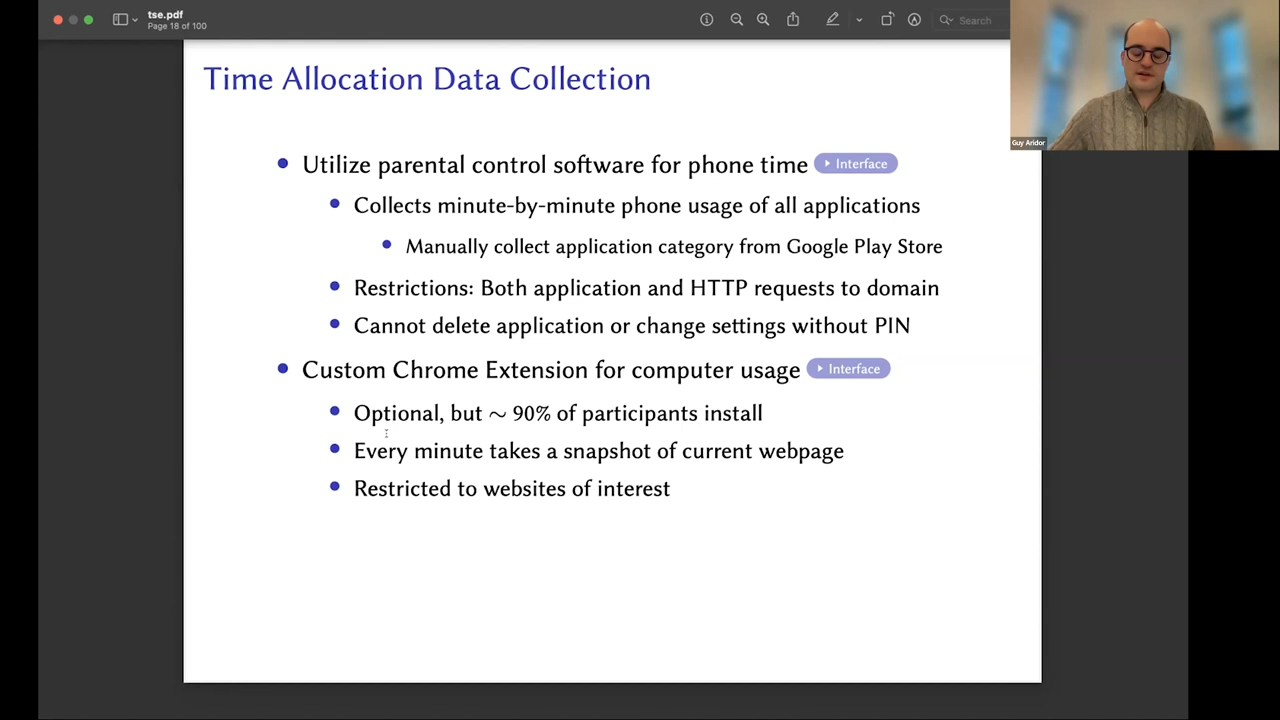 tse.pdf
Page 18 of 100
Search
Guy Aridor
Time Allocation Data Collection
Utilize parental control software for phone time Interface
Collects minute-by-minute phone usage of all applications
Manually collect application category from Google Play Store
Restrictions: Both application and HTTP requests to domain
Cannot delete application or change settings without PIN
Custom Chrome Extension for computer usage Interface
Optional, but ∼ 90% of participants install
Every minute takes a snapshot of current webpage
Restricted to websites of interest